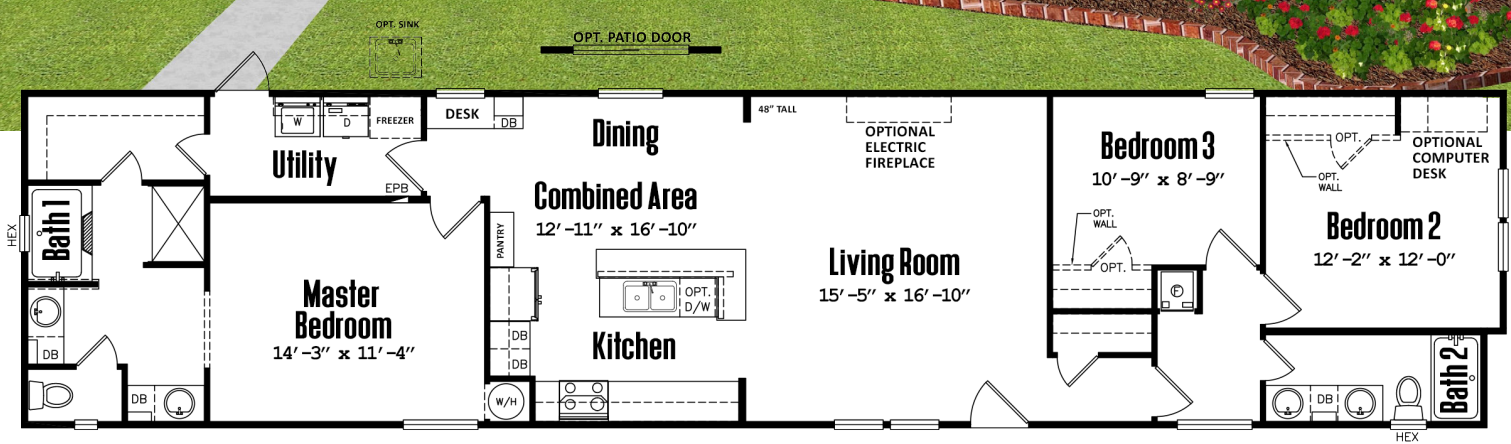 OPT. SINK
OPT. PATIO DOOR
W
D
FREEZER
Utility
EPB
DESK
DB
Dining
Combined Area
12'-11" x 16'-10"
48" TALL
OPTIONAL
ELECTRIC
FIREPLACE
Bedroom 3
10'-9" x 8'-9"
OPT.
WALL
OPT.
OPT.
OPT.
WALL
OPTIONAL
COMPUTER
DESK
Bedroom 2
12'-2" x 12'-0"
HEX
Bath 1
DB
DB
Master
Bedroom
14'-3" x 11'-4"
PANTRY
OPT.
D/W
DB
DB
Kitchen
W/H
Living Room
15'-5" x 16'-10"
F
DB
Bath 2
HEX